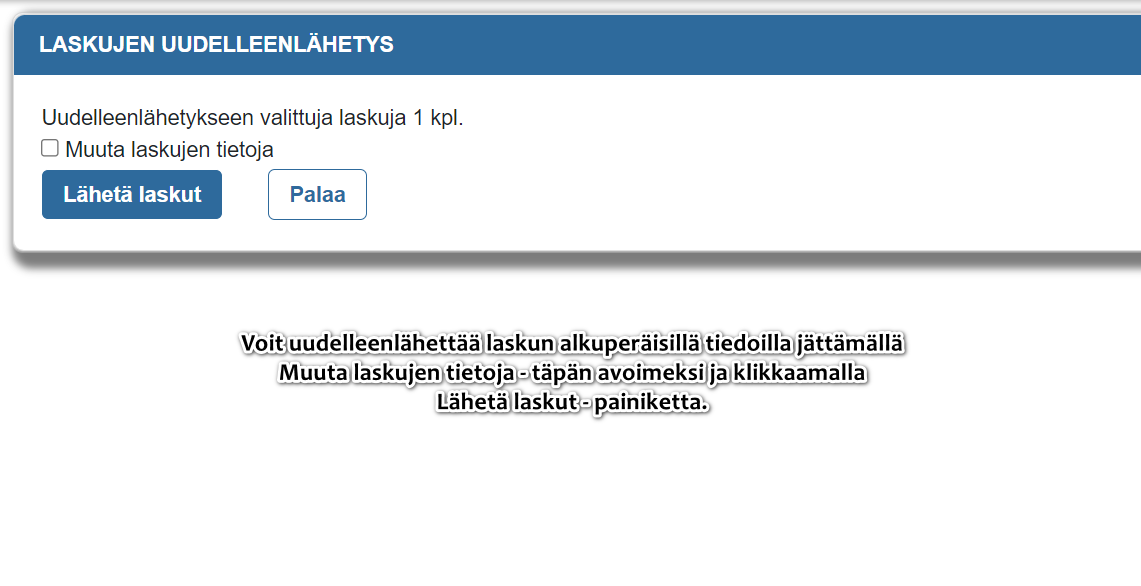 LASKUJEN UUDELLEENLÄHETYS
Uudelleenlähetykseen valittuja laskuja 1 kpl.
Muuta laskujen tietoja
Lähetä laskut
Palaa
Voit uudelleenlähettää laskun alkuperäisillä tiedoilla jättämällä
Muuta laskujen tietoja - täpän avoimeksi ja klikkaamalla
Lähetä laskut - painiketta.